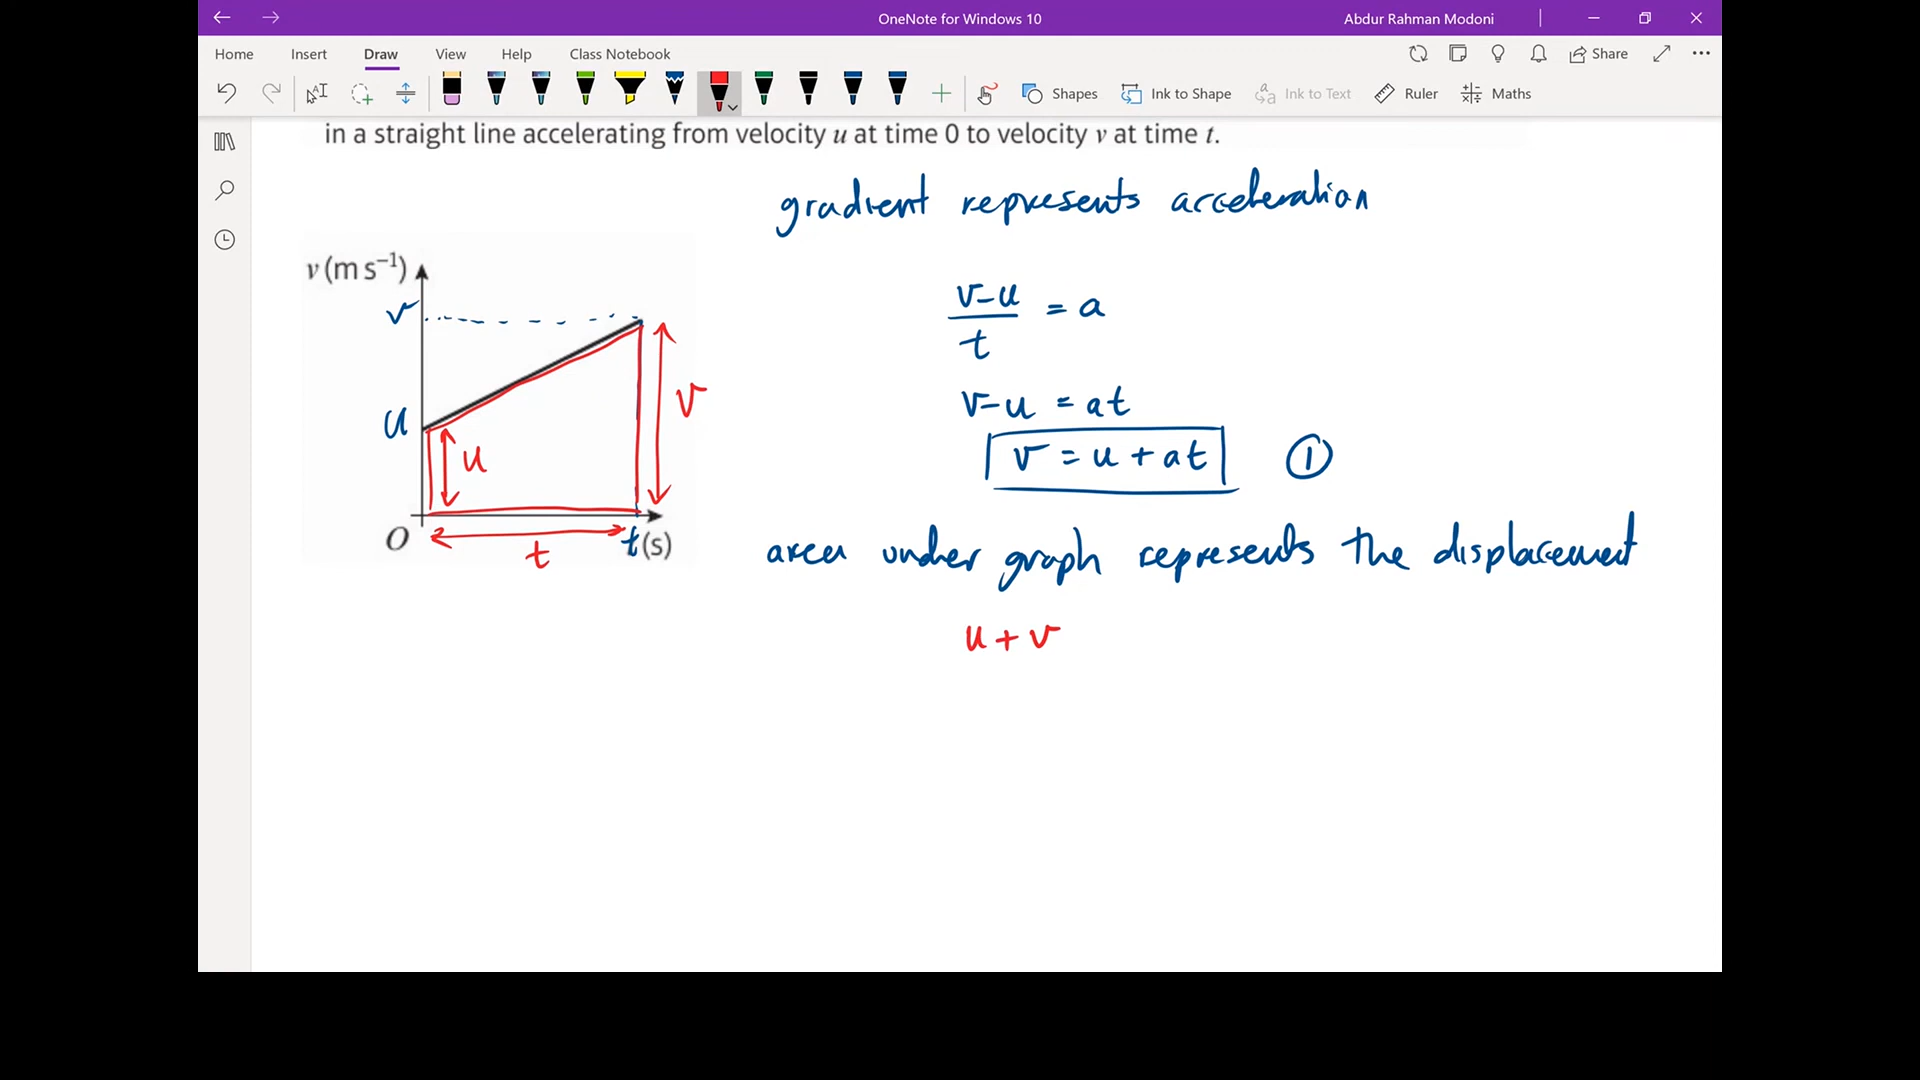 OneNote for Windows 10
Abdur Rahman Modoni
Home Insert Draw View Help Class Notebook Share
Shapes Ink to Shape Ink to Text Ruler Maths
in a straight line accelerating from velocity u at time 0 to velocity v at time t.
gradient represents acceleration
v (m s⁻¹)
v
u
u
v
O
t
t (s)
v-u
t
= a
v-u = at
v = u + at ①
area under graph represents the displacement
u + v